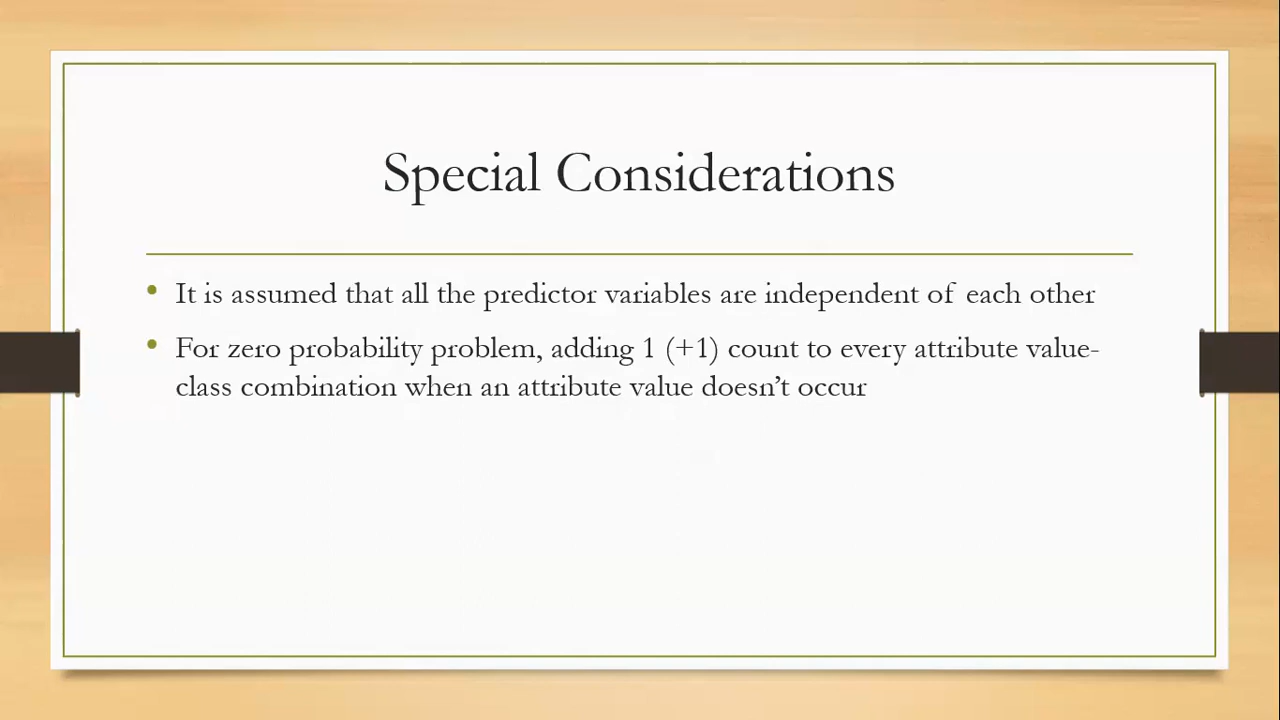 Special Considerations
• It is assumed that all the predictor variables are independent of each other
• For zero probability problem, adding 1 (+1) count to every attribute value-
class combination when an attribute value doesn’t occur